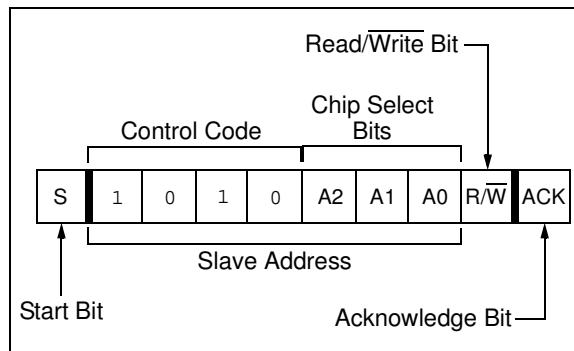 Read/Write Bit
Chip Select
Bits
Control Code
S 1 0 1 0 A2 A1 A0 R/W ACK
Slave Address
Start Bit
Acknowledge Bit